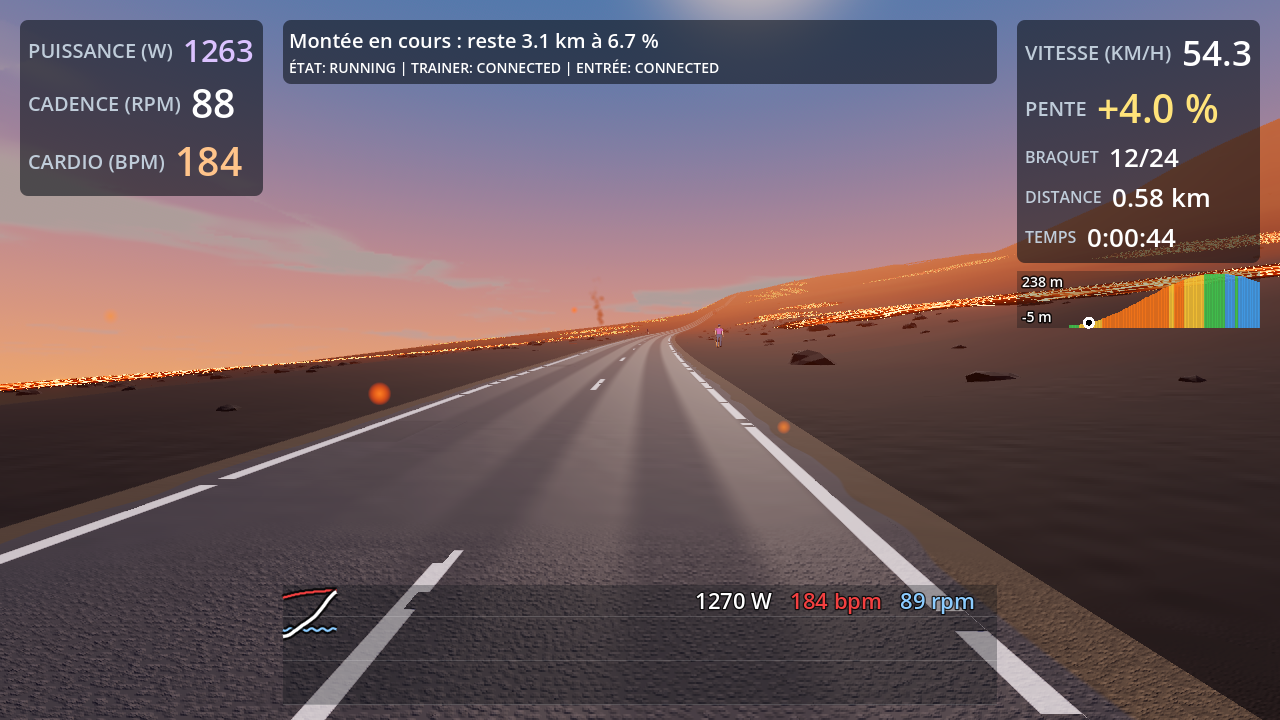 PUISSANCE (W) 1263
CADENCE (RPM) 88
CARDIO (BPM) 184
Montée en cours : reste 3.1 km à 6.7 %
ÉTAT: RUNNING | TRAINER: CONNECTED | ENTRÉE: CONNECTED
VITESSE (KM/H) 54.3
PENTE +4.0 %
BRAQUET 12/24
DISTANCE 0.58 km
TEMPS 0:00:44
238 m
-5 m
1270 W 184 bpm 89 rpm